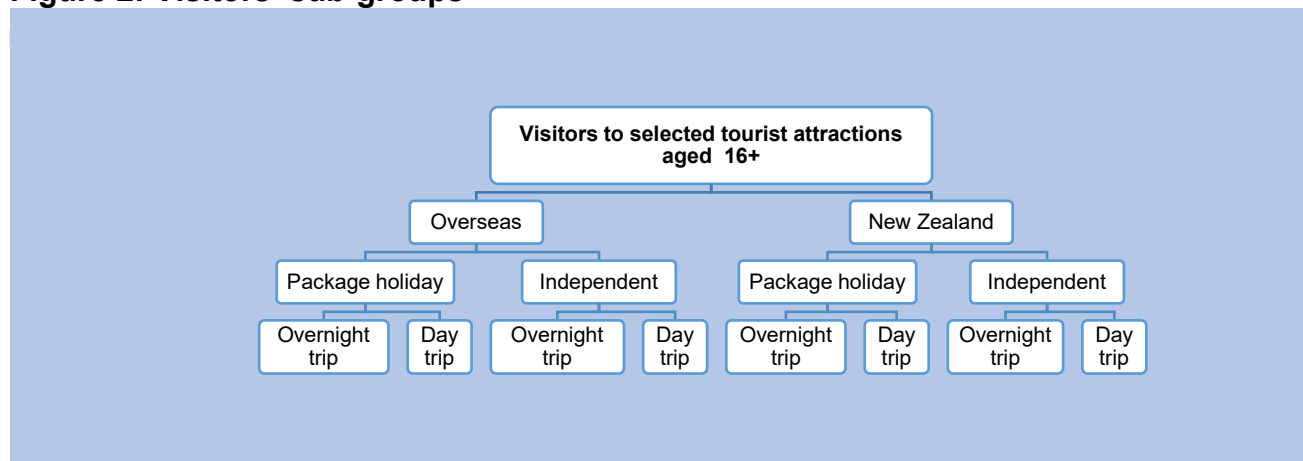 Figure 2: Visitors' sub-groups
Visitors to selected tourist attractions
aged 16+
Overseas
New Zealand
Package holiday
Independent
Package holiday
Independent
Overnight
trip
Day
trip
Overnight
trip
Day
trip
Overnight
trip
Day
trip
Overnight
trip
Day
trip